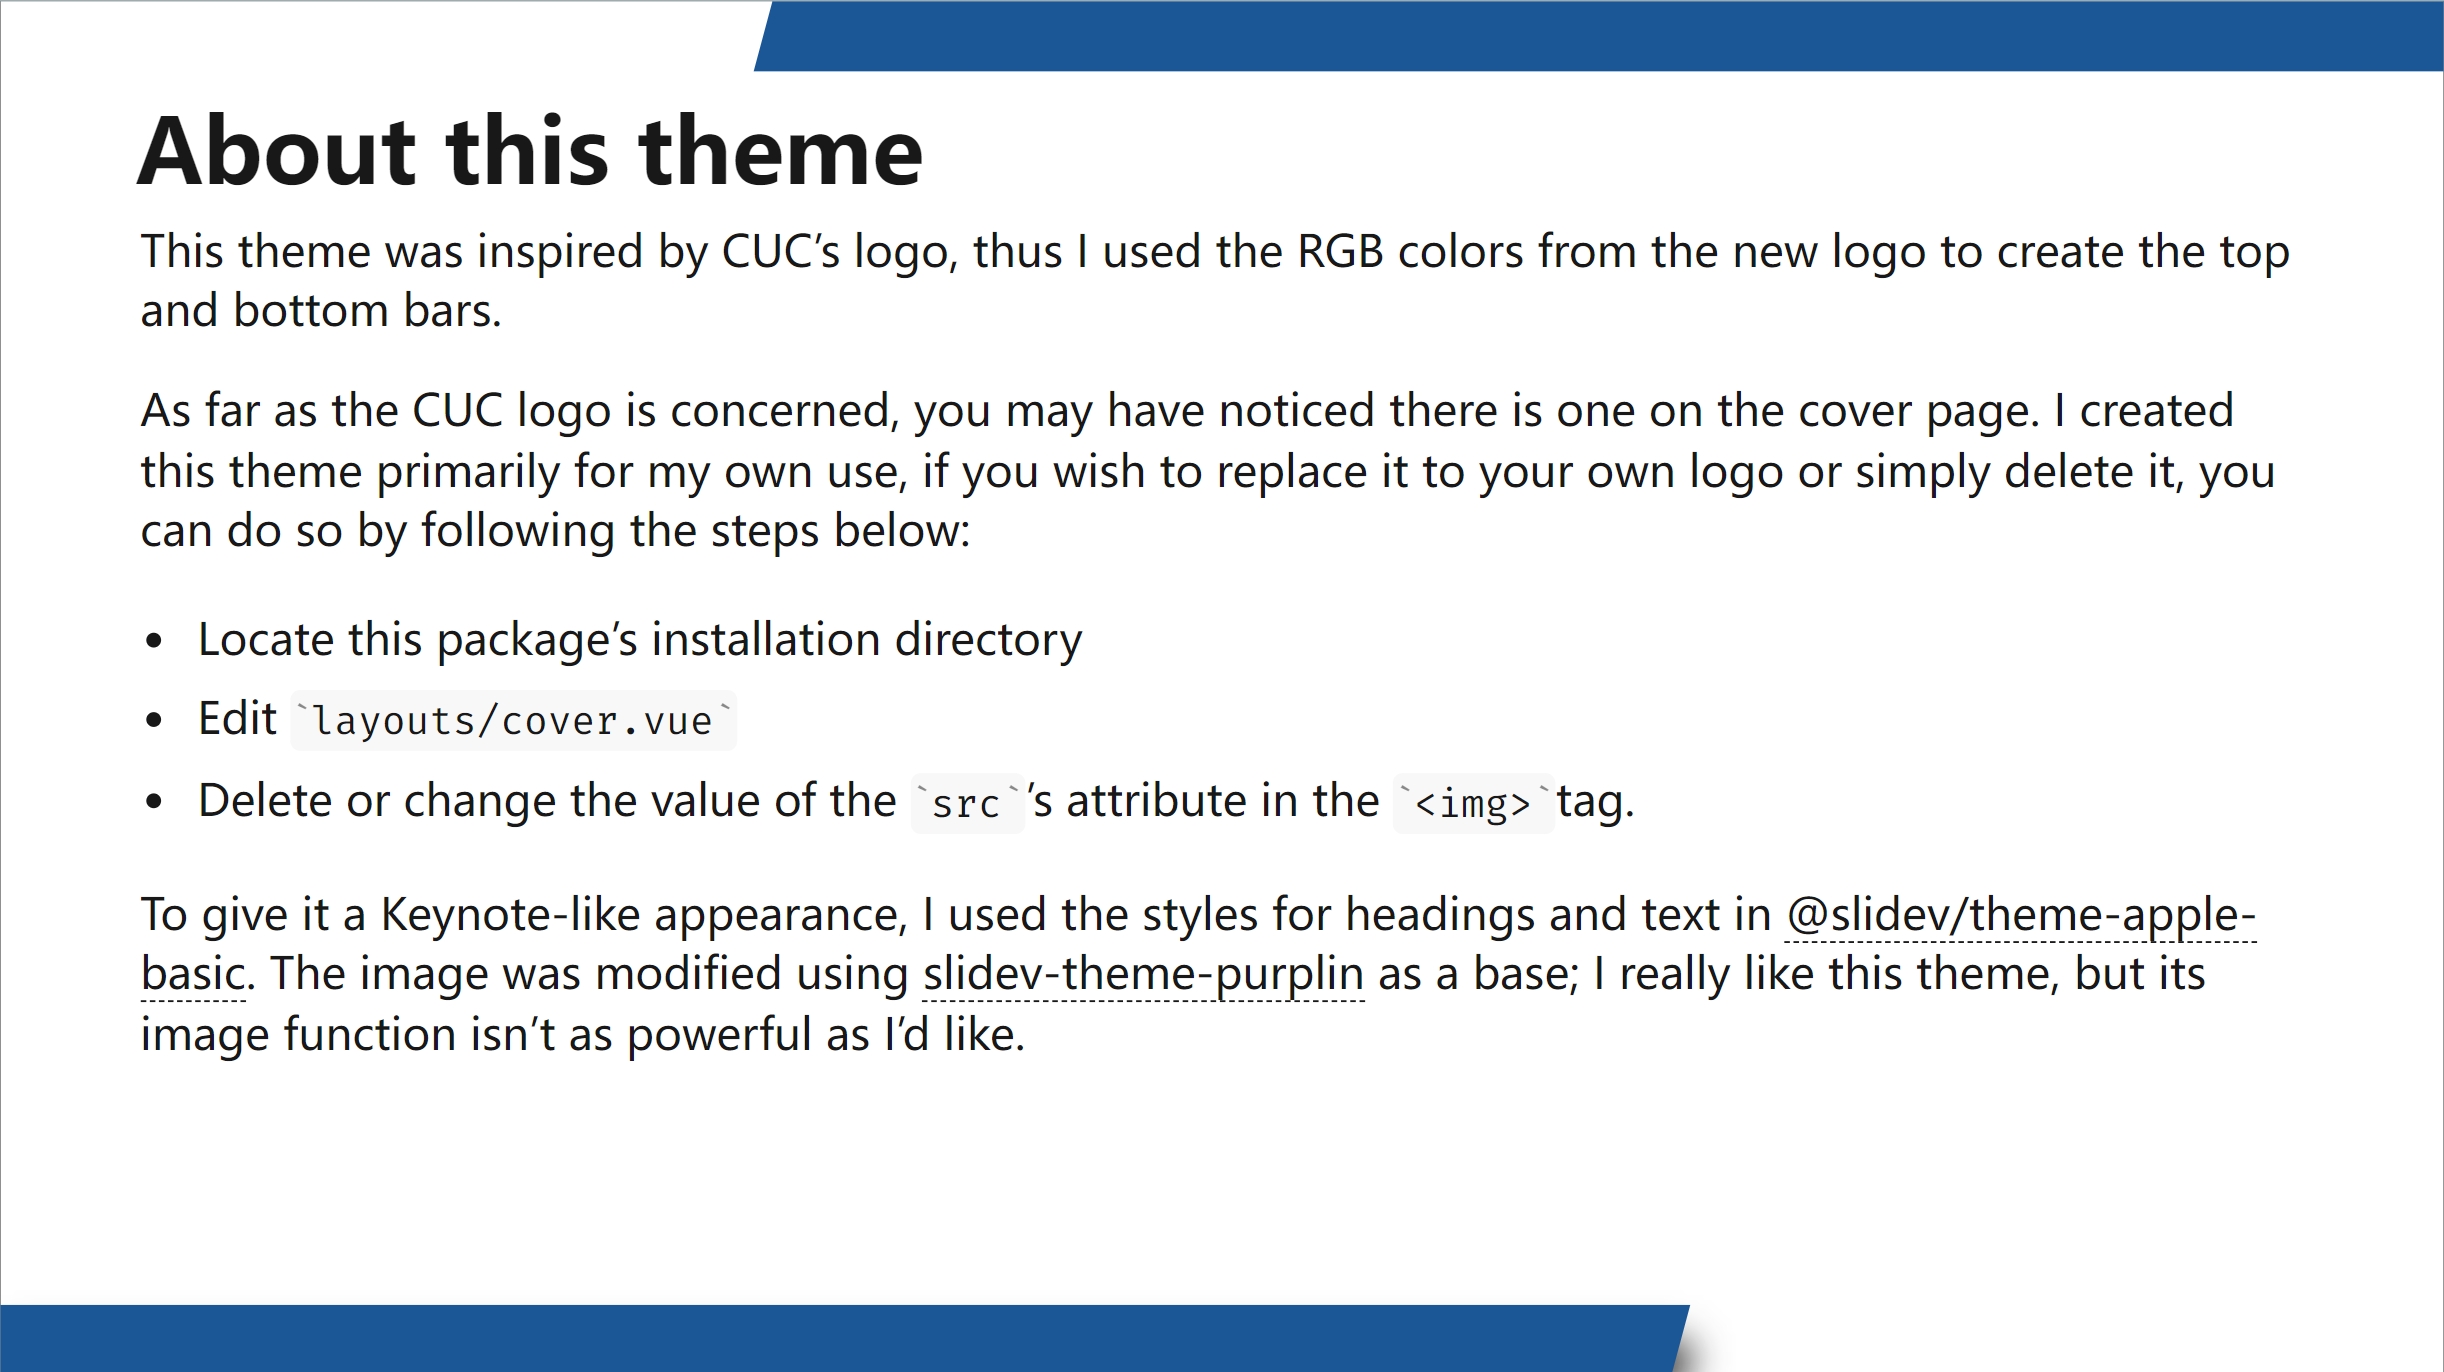 About this theme
This theme was inspired by CUC’s logo, thus I used the RGB colors from the new logo to create the top
and bottom bars.
As far as the CUC logo is concerned, you may have noticed there is one on the cover page. I created
this theme primarily for my own use, if you wish to replace it to your own logo or simply delete it, you
can do so by following the steps below:
• Locate this package’s installation directory
• Edit `layouts/cover.vue`
• Delete or change the value of the `src`’s attribute in the `<img>`tag.
To give it a Keynote-like appearance, I used the styles for headings and text in @slidev/theme-apple-
basic. The image was modified using slidev-theme-purplin as a base; I really like this theme, but its
image function isn’t as powerful as I’d like.